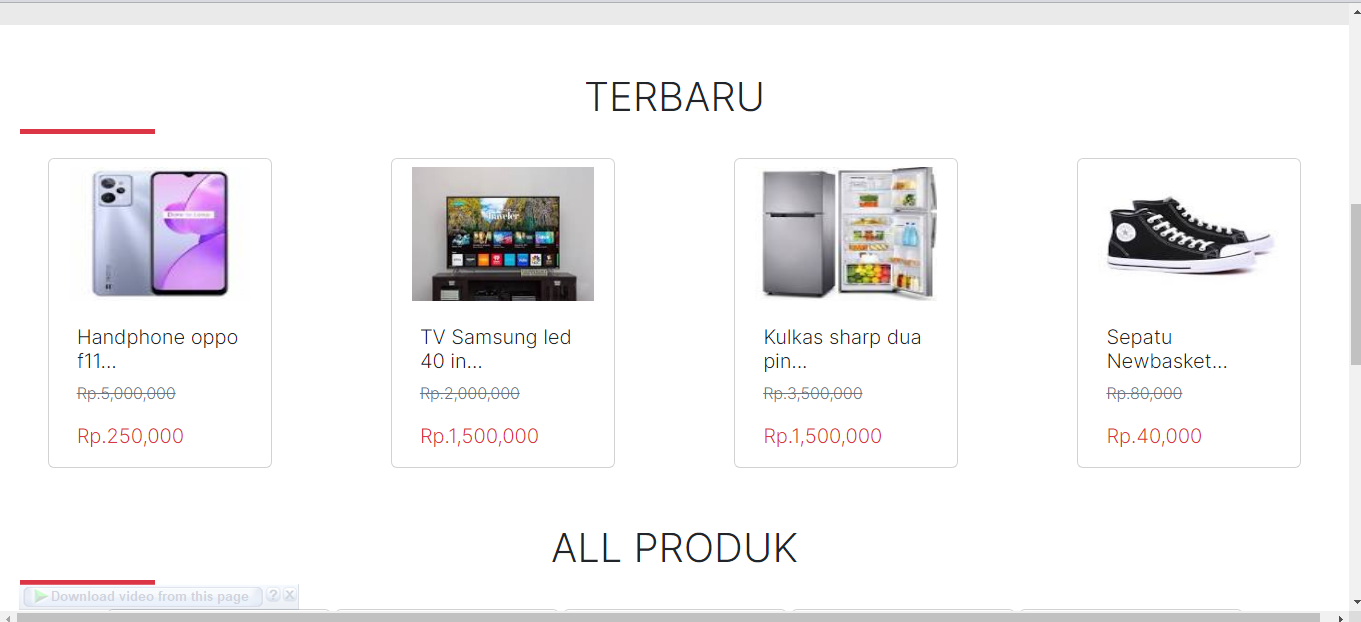 TERBARU
Handphone oppo
f11...
Rp.5,000,000
Rp.250,000
TV Samsung led
40 in...
Rp.2,000,000
Rp.1,500,000
Kulkas sharp dua
pin...
Rp.3,500,000
Rp.1,500,000
Sepatu
Newbasket...
Rp.80,000
Rp.40,000
ALL PRODUK
Download video from this page ? X